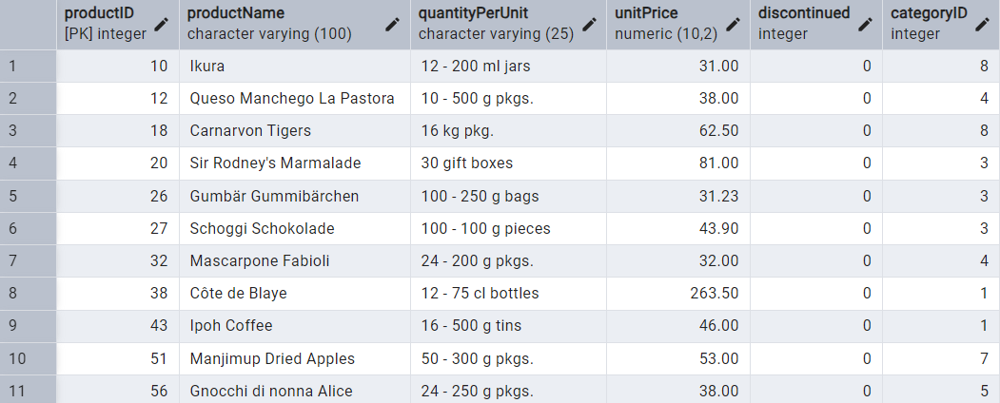 productID productName quantityPerUnit unitPrice discontinued categoryID
[PK] integer character varying (100) character varying (25) numeric (10,2) integer integer
1 10 Ikura 12 - 200 ml jars 31.00 0 8
2 12 Queso Manchego La Pastora 10 - 500 g pkgs. 38.00 0 4
3 18 Carnarvon Tigers 16 kg pkg. 62.50 0 8
4 20 Sir Rodney's Marmalade 30 gift boxes 81.00 0 3
5 26 Gumbär Gummibärchen 100 - 250 g bags 31.23 0 3
6 27 Schoggi Schokolade 100 - 100 g pieces 43.90 0 3
7 32 Mascarpone Fabioli 24 - 200 g pkgs. 32.00 0 4
8 38 Côte de Blaye 12 - 75 cl bottles 263.50 0 1
9 43 Ipoh Coffee 16 - 500 g tins 46.00 0 1
10 51 Manjimup Dried Apples 50 - 300 g pkgs. 53.00 0 7
11 56 Gnocchi di nonna Alice 24 - 250 g pkgs. 38.00 0 5